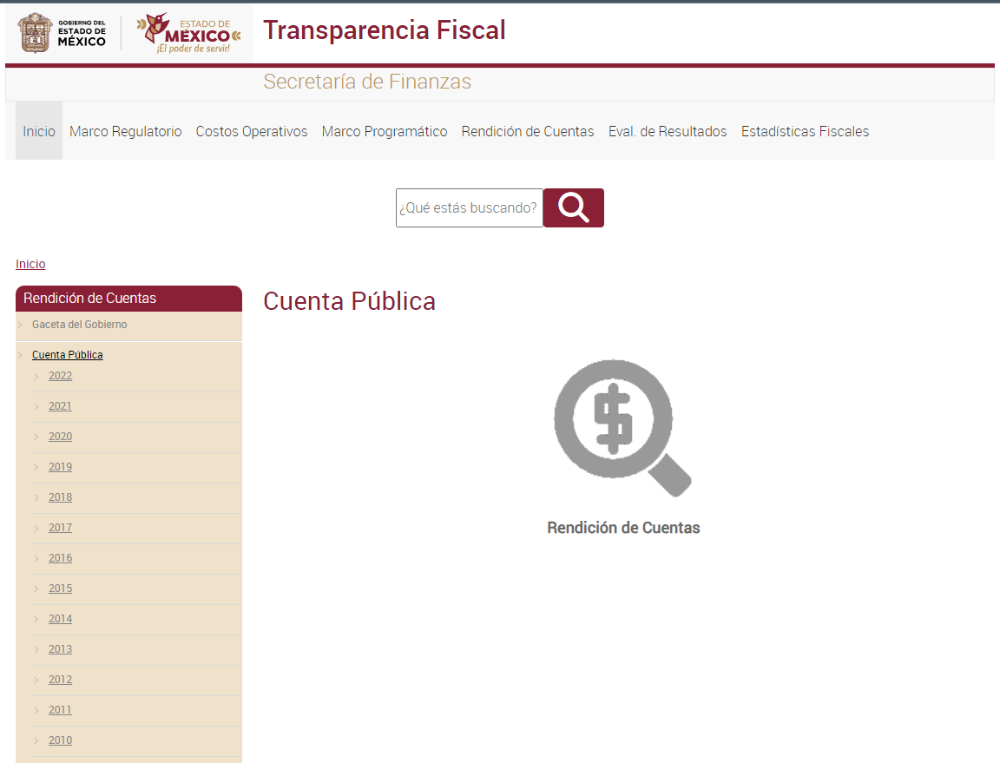 GOBIERNO DEL
ESTADO DE
MÉXICO
ESTADO DE
MÉXICO
¡El poder de servir!
Transparencia Fiscal
Secretaría de Finanzas
Inicio Marco Regulatorio Costos Operativos Marco Programático Rendición de Cuentas Eval. de Resultados Estadísticas Fiscales
¿Qué estás buscando?
Inicio
Rendición de Cuentas
Gaceta del Gobierno
Cuenta Pública
2022
2021
2020
2019
2018
2017
2016
2015
2014
2013
2012
2011
2010
Cuenta Pública
$
Rendición de Cuentas